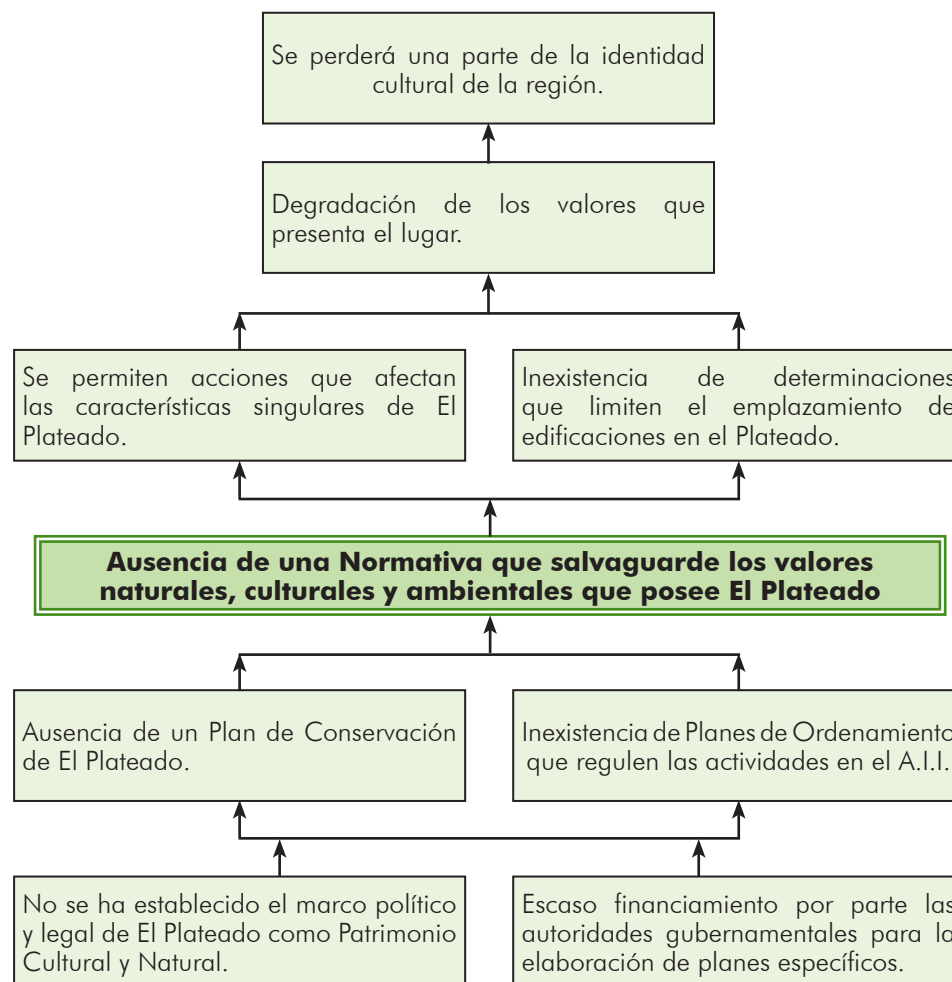 Se perderá una parte de la identidad
cultural de la región.
Degradación de los valores que
presenta el lugar.
Se permiten acciones que afectan
las características singulares de El
Plateado.
Inexistencia de determinaciones
que limiten el emplazamiento de
edificaciones en el Plateado.
Ausencia de una Normativa que salvaguarde los valores
naturales, culturales y ambientales que posee El Plateado
Ausencia de un Plan de Conservación
de El Plateado.
Inexistencia de Planes de Ordenamiento
que regulen las actividades en el A.I.I.
No se ha establecido el marco político
y legal de El Plateado como Patrimonio
Cultural y Natural.
Escaso financiamiento por parte las
autoridades gubernamentales para la
elaboración de planes específicos.